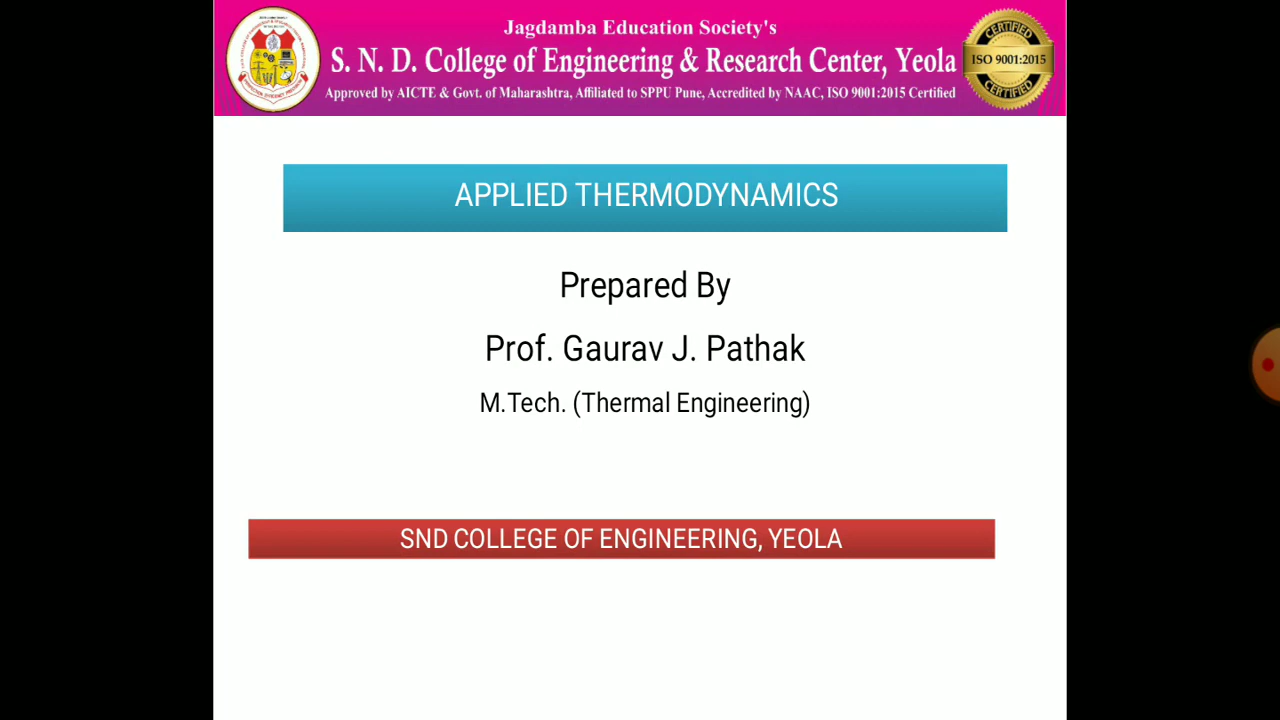 Jagdamba Education Society's
S. N. D. College of Engineering & Research Center, Yeola
Approved by AICTE & Govt. of Maharashtra, Affiliated to SPPU Pune, Accredited by NAAC, ISO 9001:2015 Certified
CERTIFIED
ISO 9001:2015
CERTIFIED
APPLIED THERMODYNAMICS
Prepared By
Prof. Gaurav J. Pathak
M.Tech. (Thermal Engineering)
SND COLLEGE OF ENGINEERING, YEOLA